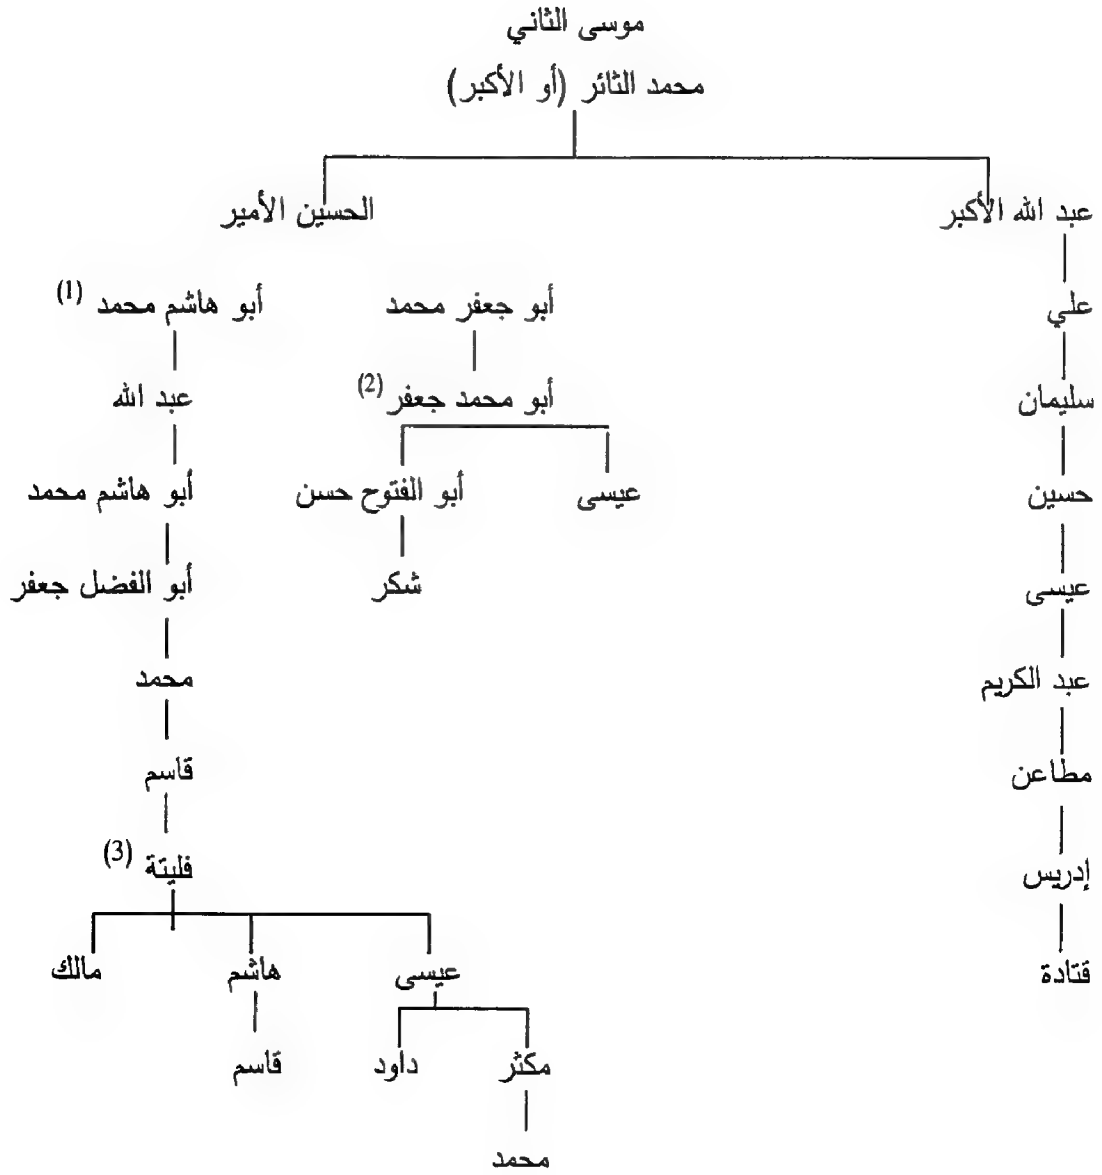 موسى الثاني
محمد الثائر (أو الأكبر)
عبد الله الأكبر
الحسين الأمير
علي
أبو جعفر محمد
أبو هاشم محمد (1)
سليمان
أبو محمد جعفر (2)
عبد الله
حسين
عيسى
أبو الفتوح حسن
أبو هاشم محمد
عيسى
شكر
أبو الفضل جعفر
عبد الكريم
محمد
مطاعن
قاسم
إدريس
فليتة (3)
قتادة
عيسى
هاشم
مالك
مكثر
داود
قاسم
محمد